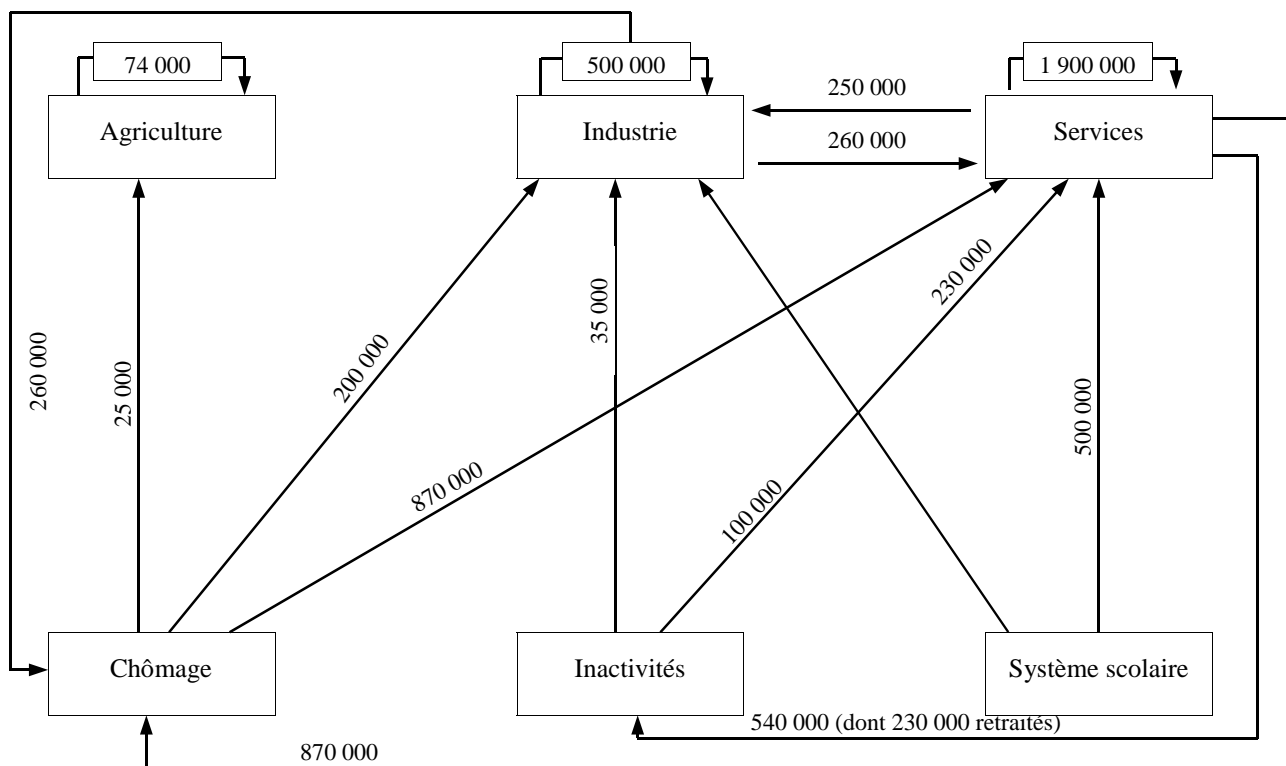 74 000
500 000
1 900 000
Agriculture
Industrie
Services
250 000
260 000
260 000
25 000
200 000
35 000
230 000
870 000
100 000
500 000
Chômage
Inactivités
Système scolaire
540 000 (dont 230 000 retraités)
870 000